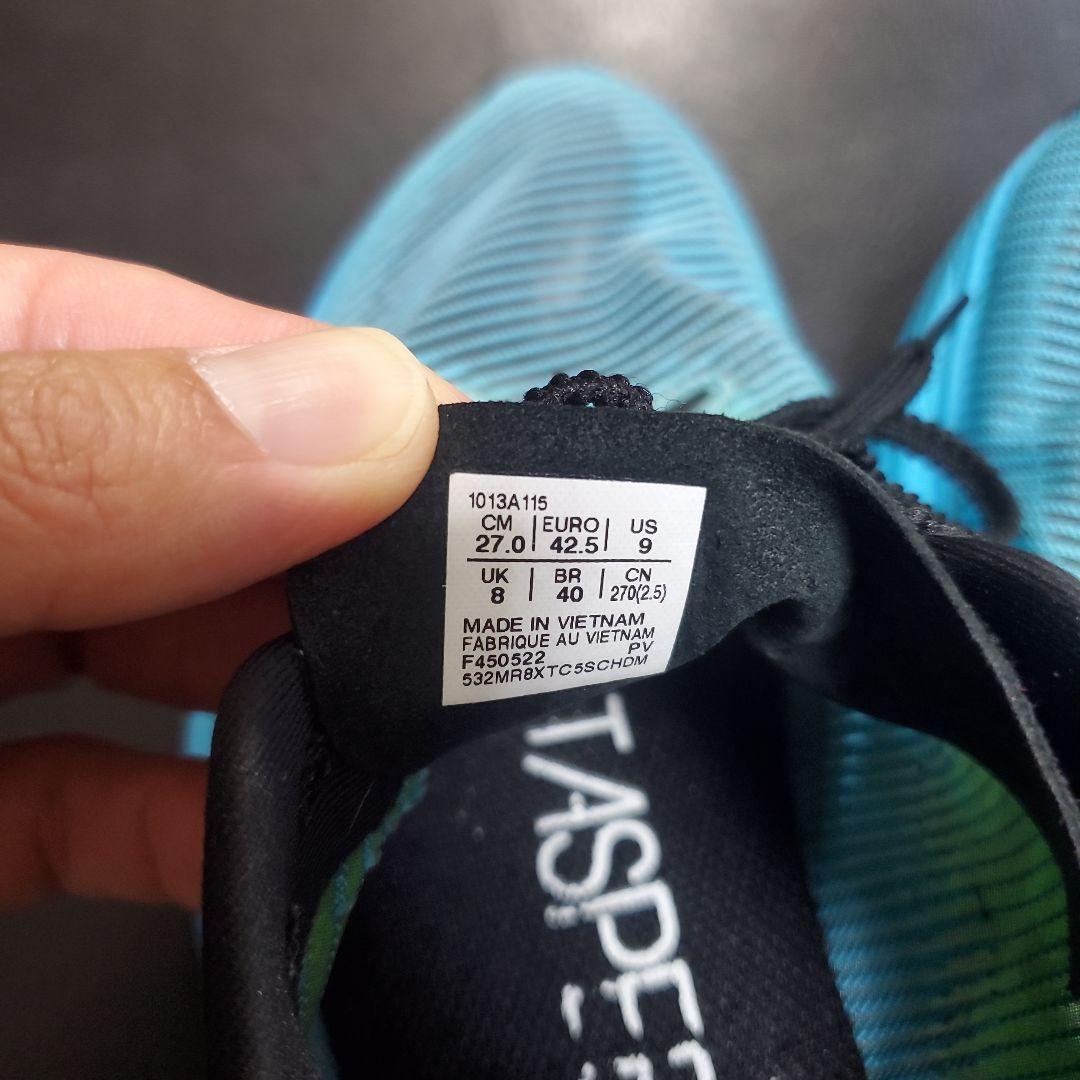 1013A115
CM | EURO | US
27.0 | 42.5 | 9
UK | BR | CN
8 | 40 | 270(2.5)
MADE IN VIETNAM
FABRIQUE AU VIETNAM
F450522 PV
532MR8XTC5SCHDM
TASPE